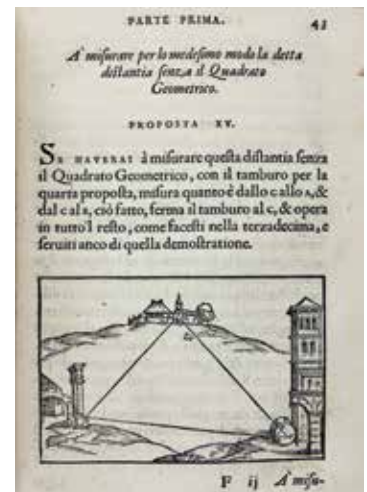 PARTE PRIMA. 41
A' misurare per lo medesimo modo la detta
distantia senza il Quadrato
Geometrico.
PROPOSTA XV.
SE HAVERAI à misurare questa distantia senza
il Quadrato Geometrico, con il tamburo per la
quarta proposta, misura quanto è dallo C allo A, &
dal C al B, ciò fatto, ferma il tamburo al C, & opera
in tutto'l resto, come facesti nella terzadecima, e
seruiti anco di quella demostratione.
F ij A' misu-